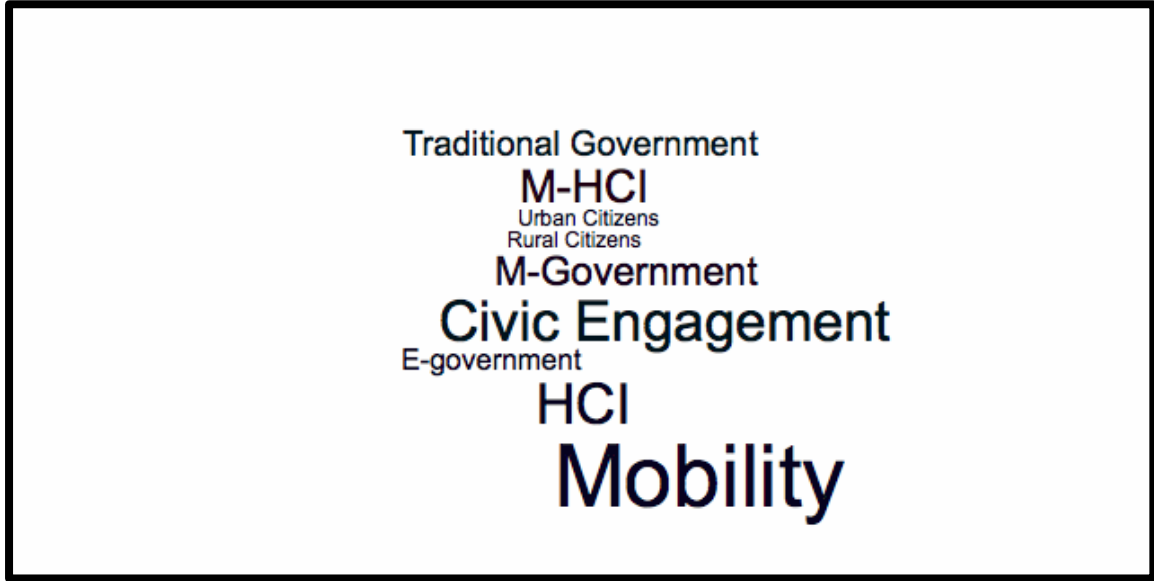 Traditional Government
M-HCI
Urban Citizens
Rural Citizens
M-Government
Civic Engagement
E-government
HCI
Mobility